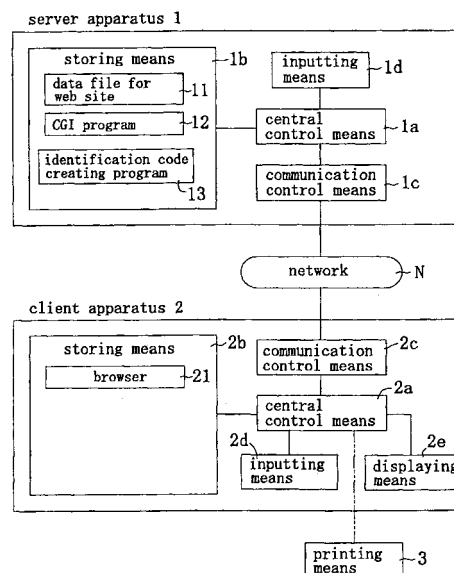 server apparatus 1
storing means
1b
data file for
web site
11
CGI program
12
identification code
creating program
13
inputting
means
1d
central
control means
1a
communication
control means
1c
network
N
client apparatus 2
storing means
2b
browser
21
communication
control means
2c
central
control means
2a
2d
inputting
means
2e
displaying
means
printing
means
3